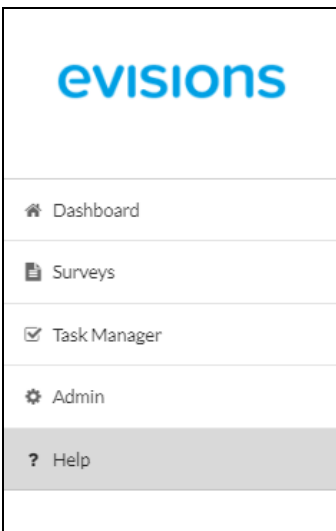 evisions
Dashboard
Surveys
Task Manager
Admin
? Help